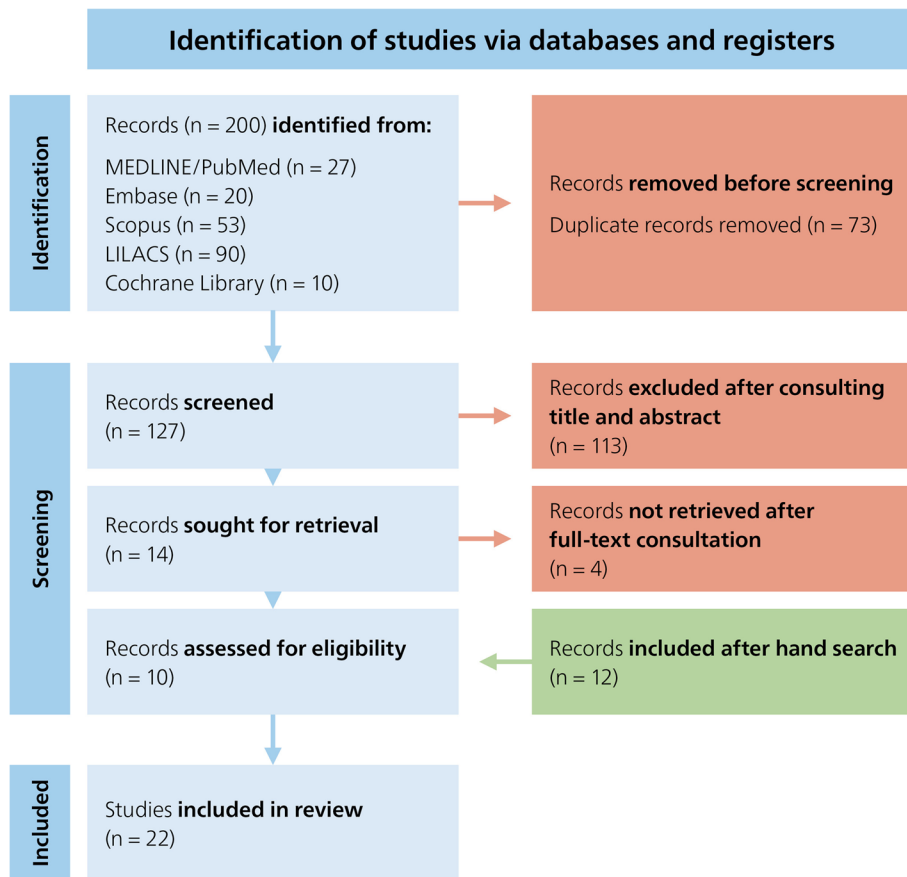 Identification of studies via databases and registers
Identification
Records (n = 200) identified from:
MEDLINE/PubMed (n = 27)
Embase (n = 20)
Scopus (n = 53)
LILACS (n = 90)
Cochrane Library (n = 10)
Records removed before screening
Duplicate records removed (n = 73)
Screening
Records screened
(n = 127)
Records excluded after consulting
title and abstract
(n = 113)
Records sought for retrieval
(n = 14)
Records not retrieved after
full-text consultation
(n = 4)
Records assessed for eligibility
(n = 10)
Records included after hand search
(n = 12)
Included
Studies included in review
(n = 22)